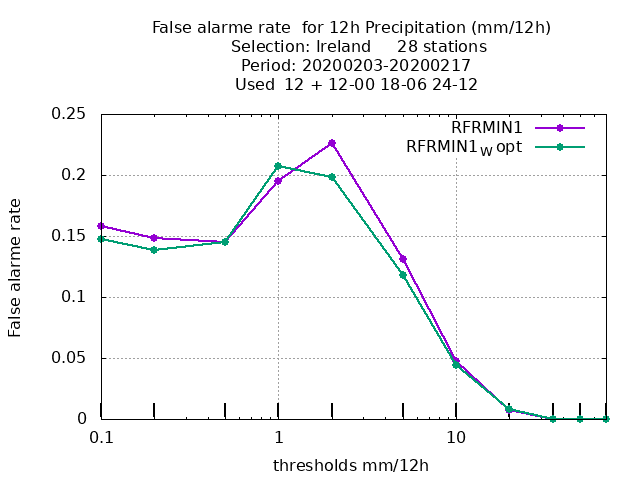 False alarme rate  for 12h Precipitation (mm/12h)
Selection: Ireland     28 stations
Period: 20200203-20200217
Used  12 + 12-00 18-06 24-12
RFRMIN1
RFRMIN1W opt
0.25
0.2
0.15
0.1
0.05
0
False alarme rate
0.1
1
10
thresholds mm/12h